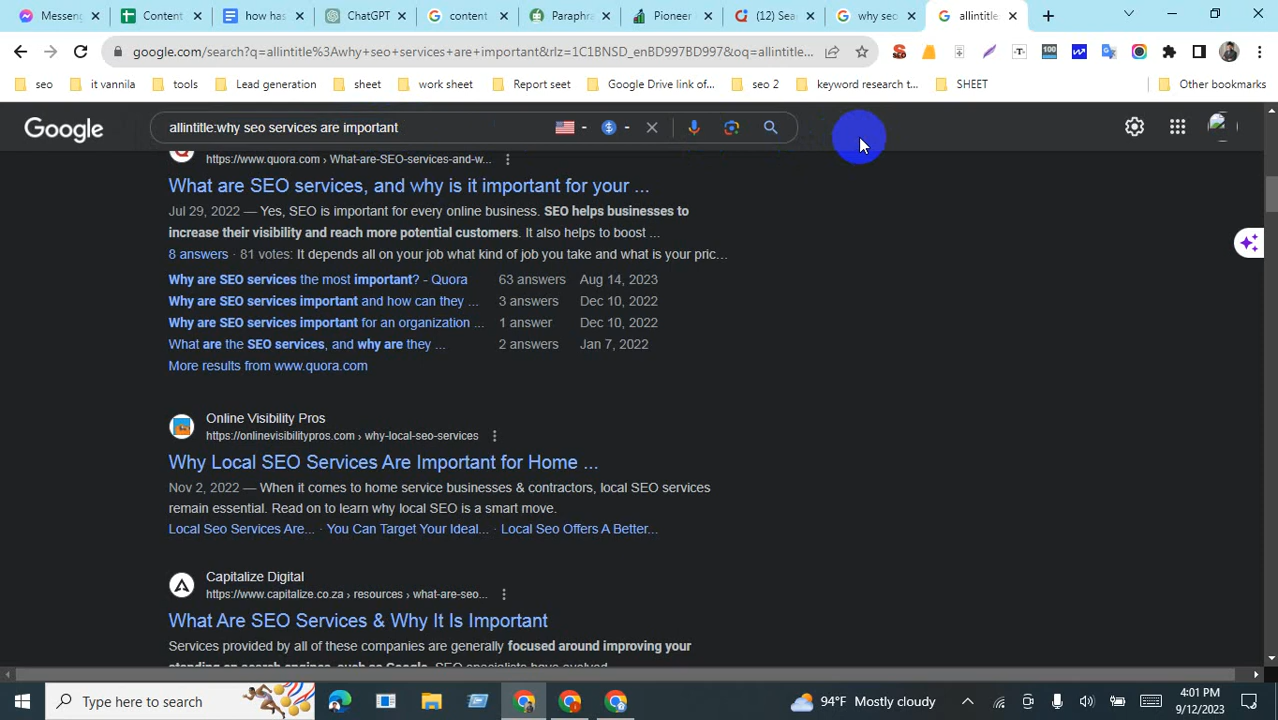 Messen
Content
how has
ChatGPT
content
Paraphra
Pioneer
(12) Sea
why seo
allintitle
google.com/search?q=allintitle%3Awhy+seo+services+are+important&rlz=1C1BNSD_enBD997BD997&oq=allintitle...
seo
it vannila
tools
Lead generation
sheet
work sheet
Report seet
Google Drive link of...
seo 2
keyword research t...
SHEET
Other bookmarks
Google
allintitle:why seo services are important
https://www.quora.com › What-are-SEO-services-and-w...
What are SEO services, and why is it important for your ...
Jul 29, 2022 — Yes, SEO is important for every online business. SEO helps businesses to
increase their visibility and reach more potential customers. It also helps to boost ...
8 answers · 81 votes: It depends all on your job what kind of job you take and what is your pric...
Why are SEO services the most important? - Quora 63 answers Aug 14, 2023
Why are SEO services important and how can they ... 3 answers Dec 10, 2022
Why are SEO services important for an organization ... 1 answer Dec 10, 2022
What are the SEO services, and why are they ... 2 answers Jan 7, 2022
More results from www.quora.com
Online Visibility Pros
https://onlinevisibilitypros.com › why-local-seo-services
Why Local SEO Services Are Important for Home ...
Nov 2, 2022 — When it comes to home service businesses & contractors, local SEO services
remain essential. Read on to learn why local SEO is a smart move.
Local Seo Services Are... · You Can Target Your Ideal... · Local Seo Offers A Better...
Capitalize Digital
https://www.capitalize.co.za › resources › what-are-seo...
What Are SEO Services & Why It Is Important
Services provided by all of these companies are generally focused around improving your
standing on search engines, such as Google. SEO specialists have evolved
Type here to search
94°F Mostly cloudy
4:01 PM
9/12/2023